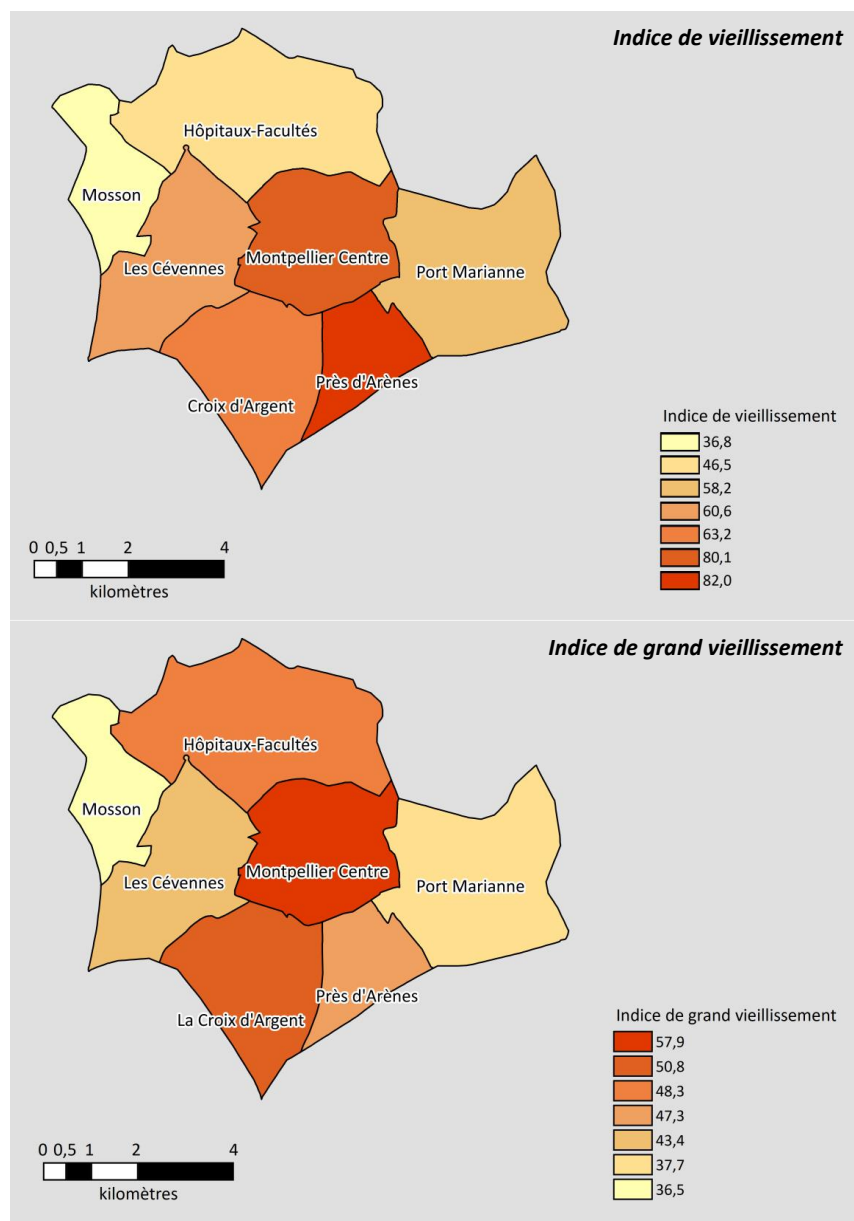 Indice de vieillissement
Hôpitaux-Facultés
Mosson
Les Cévennes
Montpellier Centre
Port Marianne
Près d'Arènes
Croix d'Argent
Indice de vieillissement
36,8
46,5
58,2
60,6
63,2
80,1
82,0
0 0,5 1 2 4
kilomètres
Indice de grand vieillissement
Hôpitaux-Facultés
Mosson
Les Cévennes
Montpellier Centre
Port Marianne
Près d'Arènes
La Croix d'Argent
Indice de grand vieillissement
57,9
50,8
48,3
47,3
43,4
37,7
36,5
0 0,5 1 2 4
kilomètres